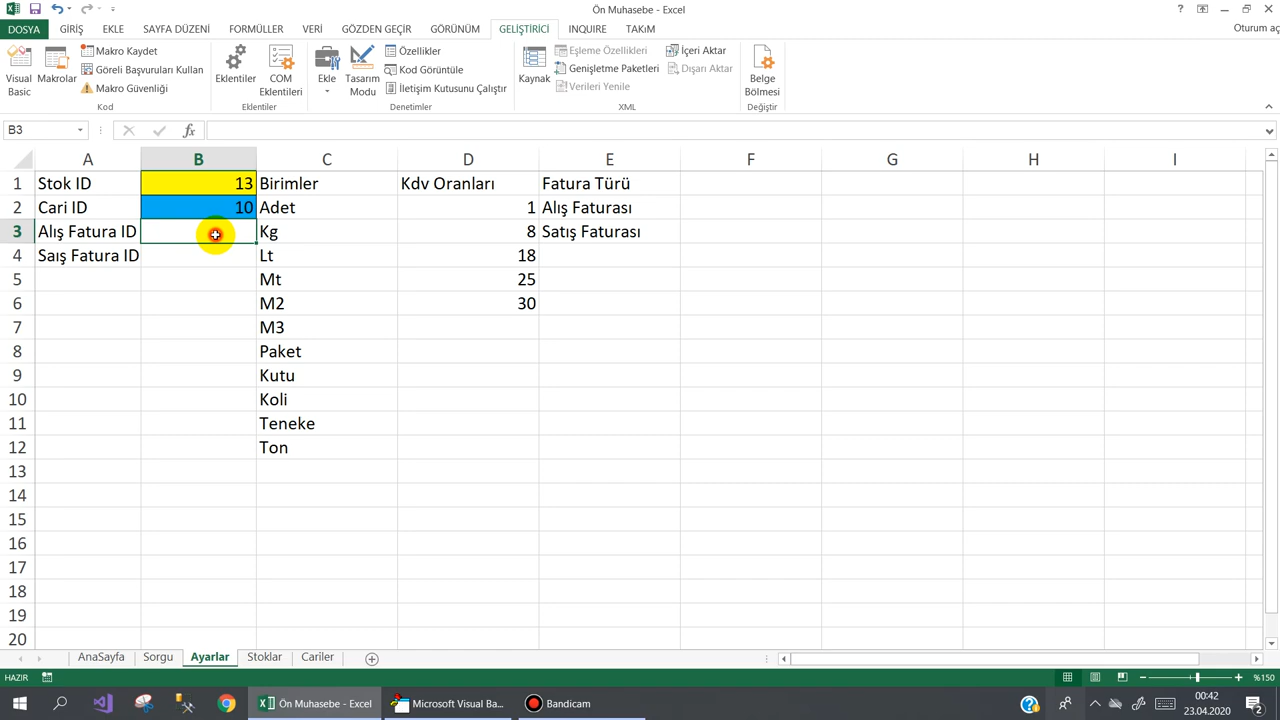 Ön Muhasebe - Excel
Oturum aç
DOSYA GİRİŞ EKLE SAYFA DÜZENİ FORMÜLLER VERİ GÖZDEN GEÇİR GÖRÜNÜM GELİŞTİRİCİ INQUIRE TAKIM
Visual Basic
Makrolar
Makro Kaydet
Göreli Başvuruları Kullan
Makro Güvenliği
Kod
Eklentiler
COM Eklentileri
Eklentiler
Ekle
Tasarım Modu
Özellikler
Kod Görüntüle
İletişim Kutusunu Çalıştır
Denetimler
Kaynak
Eşleme Özellikleri
Genişletme Paketleri
Verileri Yenile
İçeri Aktar
Dışarı Aktar
XML
Belge Bölmesi
Değiştir
B3
fx
A B C D E F G H I
1 Stok ID 13 Birimler Kdv Oranları Fatura Türü
2 Cari ID 10 Adet 1 Alış Faturası
3 Alış Fatura ID Kg 8 Satış Faturası
4 Saış Fatura ID Lt 18
5 Mt 25
6 M2 30
7 M3
8 Paket
9 Kutu
10 Koli
11 Teneke
12 Ton
13
14
15
16
17
18
19
20
AnaSayfa Sorgu Ayarlar Stoklar Cariler
HAZIR
%150
Ön Muhasebe - Excel
Microsoft Visual Ba...
Bandicam
00:42
23.04.2020
2